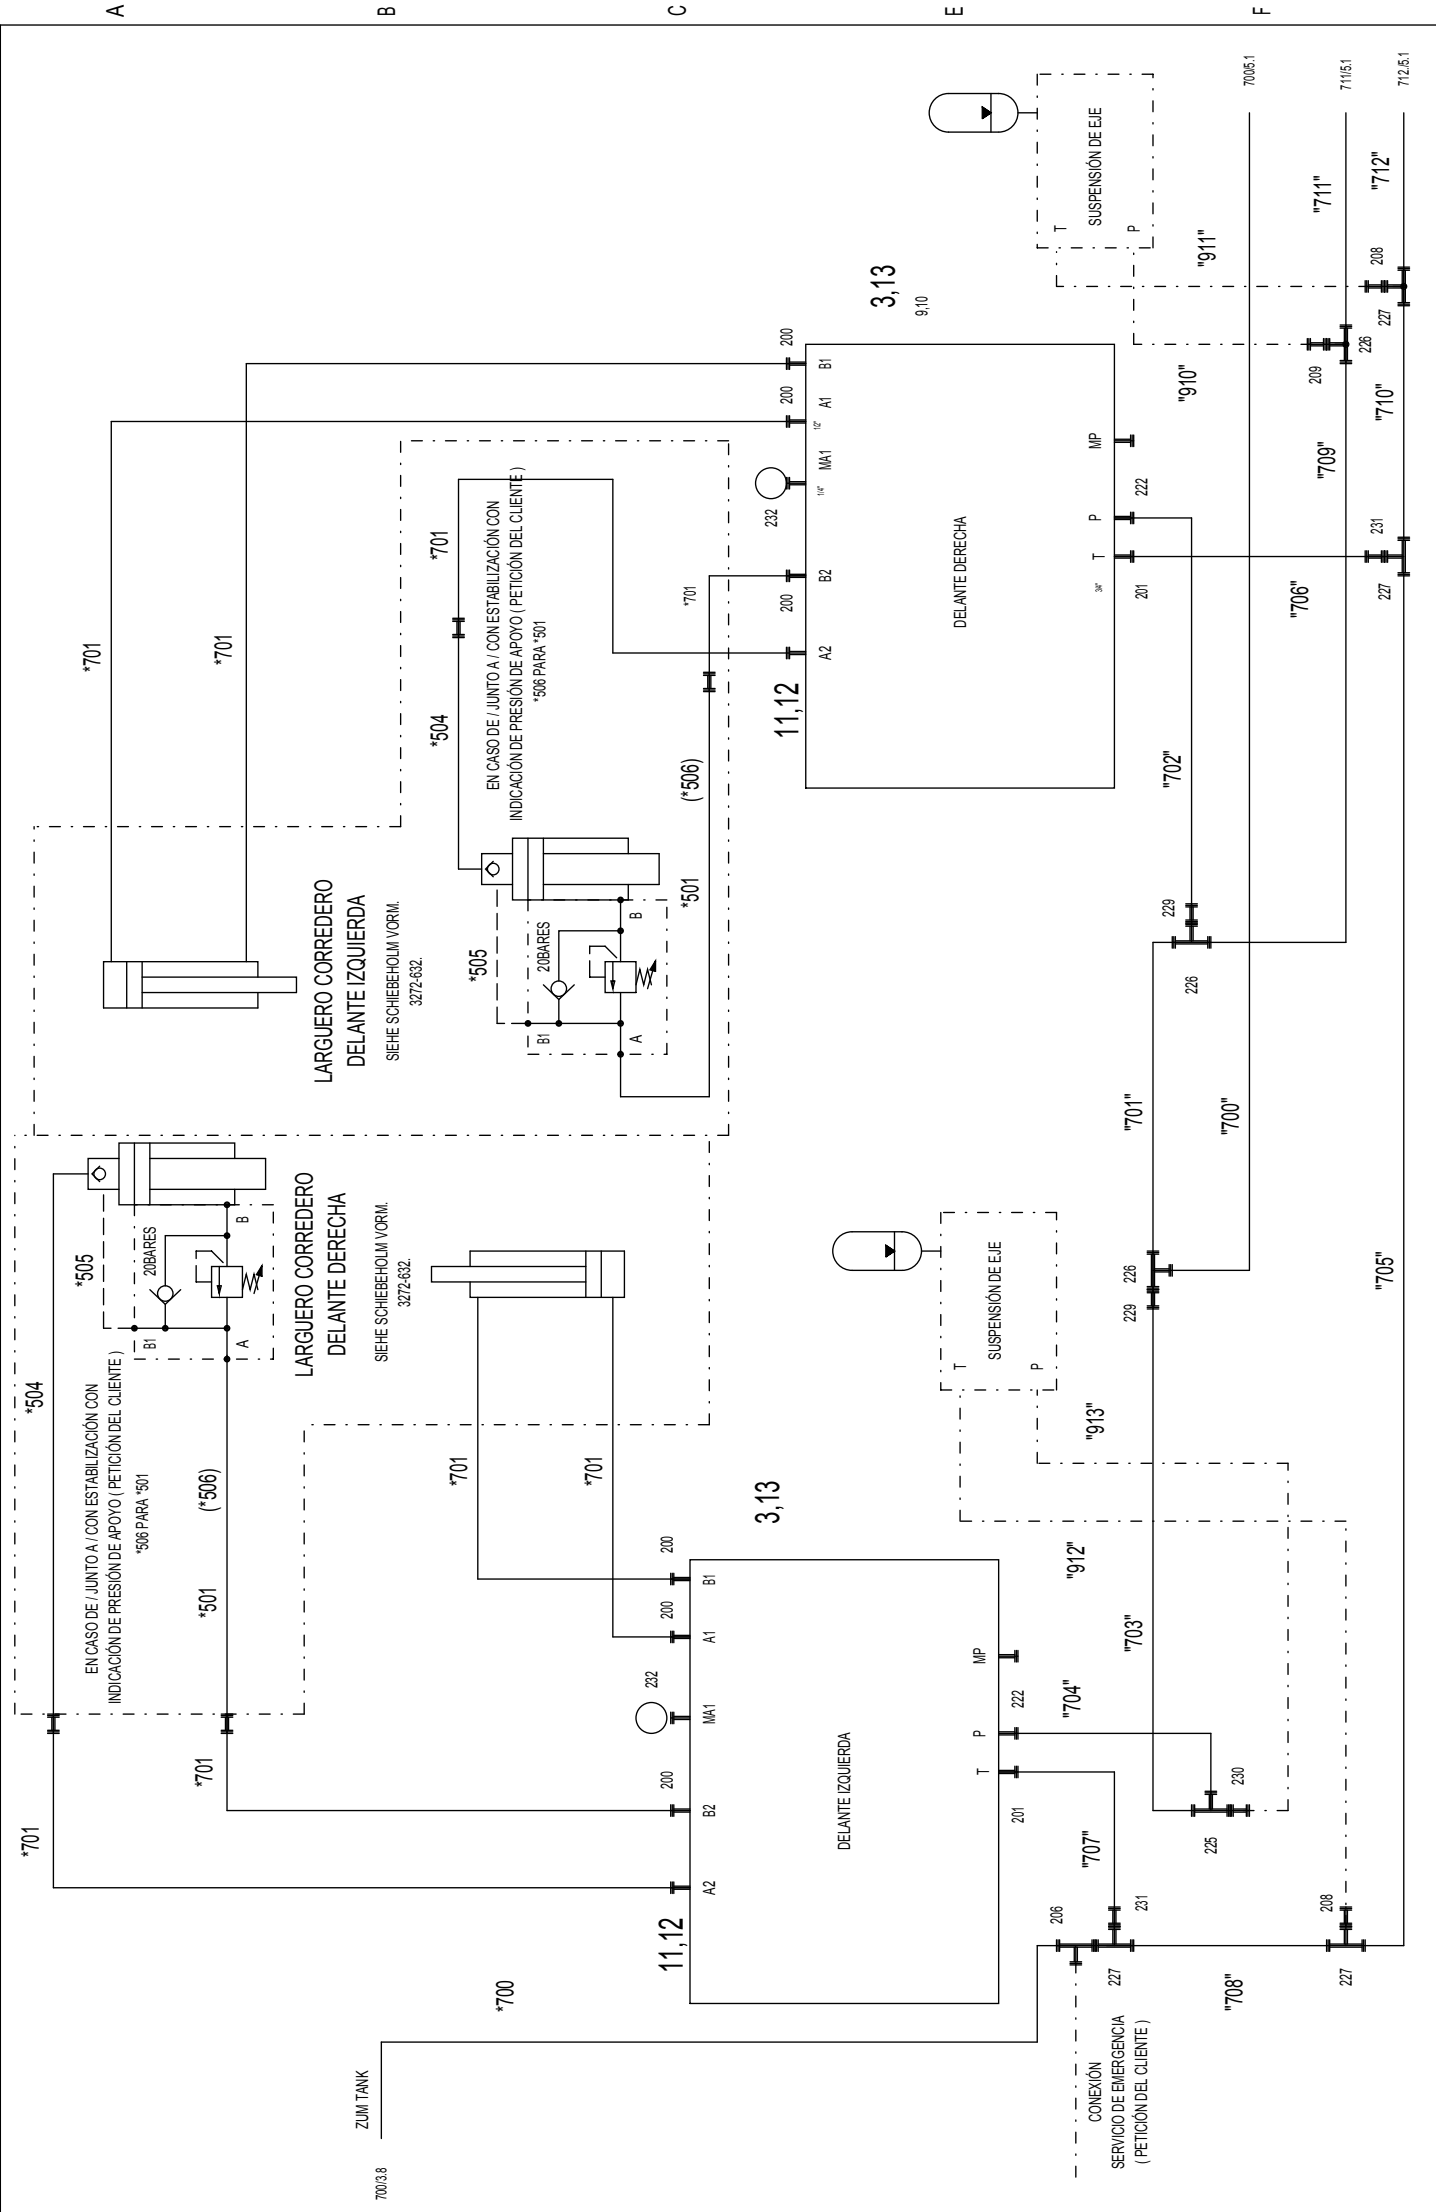 A
B
C
E
F
ZUM TANK
700/3.8
*700
CONEXIÓN
SERVICIO DE EMERGENCIA
( PETICIÓN DEL CLIENTE )
*701
*504
EN CASO DE / JUNTO A / CON ESTABILIZACIÓN CON
INDICACIÓN DE PRESIÓN DE APOYO ( PETICIÓN DEL CLIENTE )
*506 PARA *501
*701
*501
(*506)
*505
20BARES
B1
A
B
LARGUERO CORREDERO
DELANTE DERECHA
SIEHE SCHIEBEHOLM VORM.
3272-632.
*701
*701
11,12
A2
B2
200
MA1
232
A1
200
B1
200
3,13
DELANTE IZQUIERDA
T
P
MP
201
222
"707"
"704"
206
231
227
"708"
208
227
225
230
"703"
"912"
"913"
SUSPENSIÓN DE EJE
T
P
229
226
"701"
"700"
"705"
*701
*701
LARGUERO CORREDERO
DELANTE IZQUIERDA
SIEHE SCHIEBEHOLM VORM.
3272-632.
*505
20BARES
B1
A
B
*504
*701
EN CASO DE / JUNTO A / CON ESTABILIZACIÓN CON
INDICACIÓN DE PRESIÓN DE APOYO ( PETICIÓN DEL CLIENTE )
*506 PARA *501
*501
(*506)
*701
11,12
A2
B2
200
MA1
1/4"
232
A1
1/2"
200
B1
200
3,13
9,10
DELANTE DERECHA
T
3/4"
P
MP
201
222
"702"
229
226
"706"
231
227
"709"
"710"
209
226
227
208
"910"
"911"
SUSPENSIÓN DE EJE
T
P
"711"
"712"
700/5.1
711/5.1
712./5.1